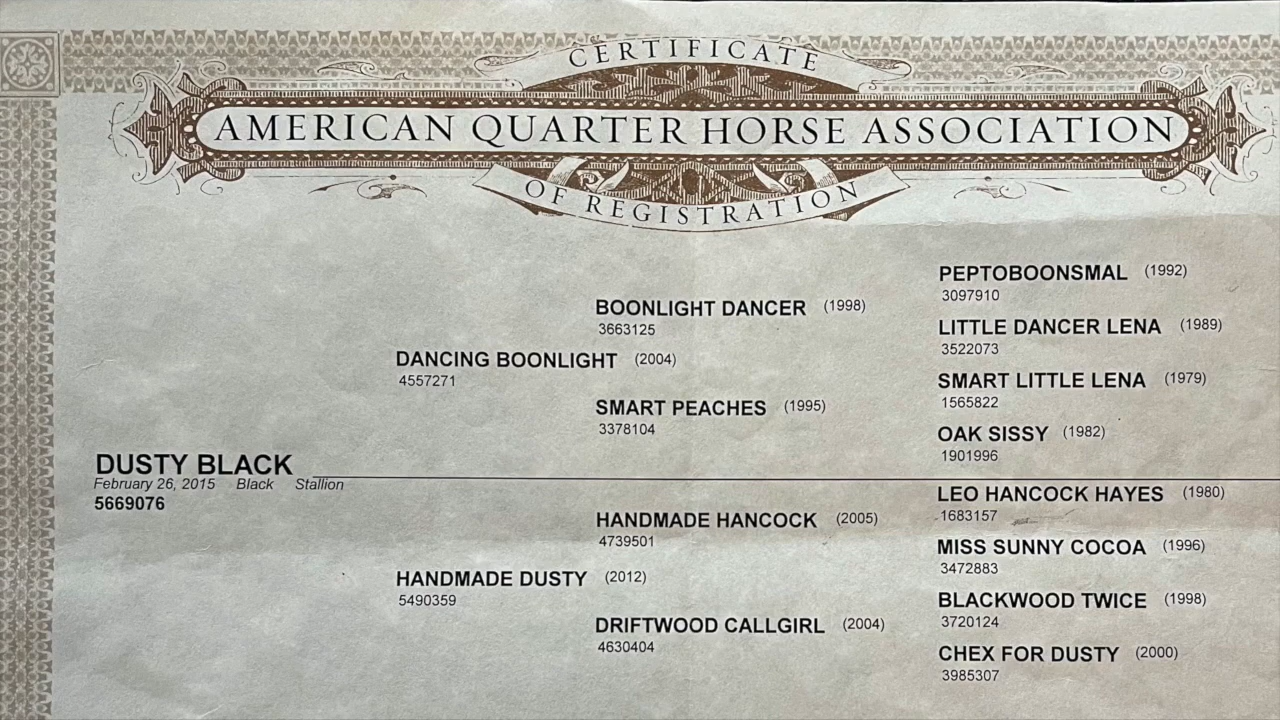 CERTIFICATE
AMERICAN QUARTER HORSE ASSOCIATION
OF REGISTRATION
PEPTOBOONSMAL (1992)
3097910
BOONLIGHT DANCER (1998)
3663125
LITTLE DANCER LENA (1989)
3522073
DANCING BOONLIGHT (2004)
4557271
SMART LITTLE LENA (1979)
1565822
SMART PEACHES (1995)
3378104
OAK SISSY (1982)
1901996
DUSTY BLACK
February 26, 2015 Black Stallion
5669076
LEO HANCOCK HAYES (1980)
1683157
HANDMADE HANCOCK (2005)
4739501
MISS SUNNY COCOA (1996)
3472883
HANDMADE DUSTY (2012)
5490359
BLACKWOOD TWICE (1998)
3720124
DRIFTWOOD CALLGIRL (2004)
4630404
CHEX FOR DUSTY (2000)
3985307